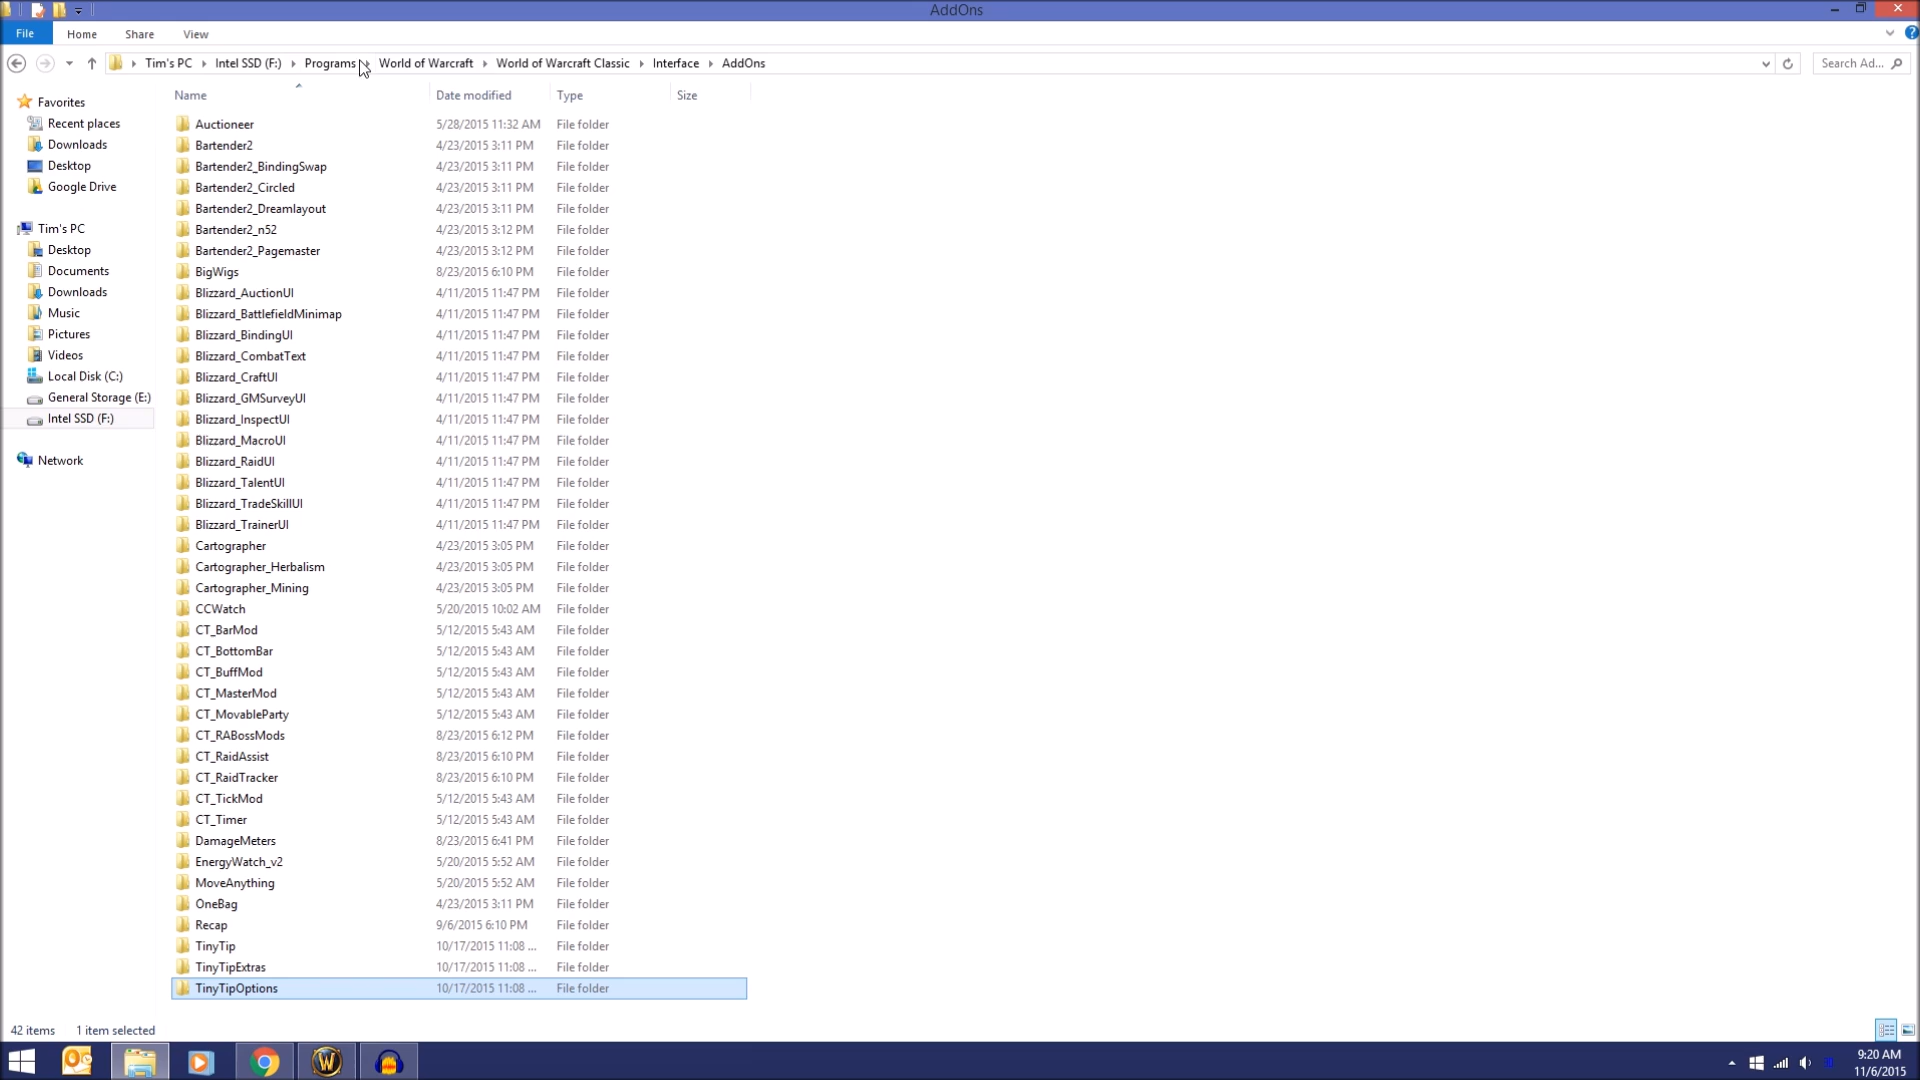 AddOns
File Home Share View
Tim's PC Intel SSD (F:) Programs World of Warcraft World of Warcraft Classic Interface AddOns Search Ad...
Name Date modified Type Size
Favorites
Recent places
Downloads
Desktop
Google Drive
Tim's PC
Desktop
Documents
Downloads
Music
Pictures
Videos
Local Disk (C:)
General Storage (E:)
Intel SSD (F:)
Network
Auctioneer 5/28/2015 11:32 AM File folder
Bartender2 4/23/2015 3:11 PM File folder
Bartender2_BindingSwap 4/23/2015 3:11 PM File folder
Bartender2_Circled 4/23/2015 3:11 PM File folder
Bartender2_Dreamlayout 4/23/2015 3:11 PM File folder
Bartender2_n52 4/23/2015 3:12 PM File folder
Bartender2_Pagemaster 4/23/2015 3:12 PM File folder
BigWigs 8/23/2015 6:10 PM File folder
Blizzard_AuctionUI 4/11/2015 11:47 PM File folder
Blizzard_BattlefieldMinimap 4/11/2015 11:47 PM File folder
Blizzard_BindingUI 4/11/2015 11:47 PM File folder
Blizzard_CombatText 4/11/2015 11:47 PM File folder
Blizzard_CraftUI 4/11/2015 11:47 PM File folder
Blizzard_GMSurveyUI 4/11/2015 11:47 PM File folder
Blizzard_InspectUI 4/11/2015 11:47 PM File folder
Blizzard_MacroUI 4/11/2015 11:47 PM File folder
Blizzard_RaidUI 4/11/2015 11:47 PM File folder
Blizzard_TalentUI 4/11/2015 11:47 PM File folder
Blizzard_TradeSkillUI 4/11/2015 11:47 PM File folder
Blizzard_TrainerUI 4/11/2015 11:47 PM File folder
Cartographer 4/23/2015 3:05 PM File folder
Cartographer_Herbalism 4/23/2015 3:05 PM File folder
Cartographer_Mining 4/23/2015 3:05 PM File folder
CCWatch 5/20/2015 10:02 AM File folder
CT_BarMod 5/12/2015 5:43 AM File folder
CT_BottomBar 5/12/2015 5:43 AM File folder
CT_BuffMod 5/12/2015 5:43 AM File folder
CT_MasterMod 5/12/2015 5:43 AM File folder
CT_MovableParty 5/12/2015 5:43 AM File folder
CT_RABossMods 8/23/2015 6:12 PM File folder
CT_RaidAssist 8/23/2015 6:10 PM File folder
CT_RaidTracker 8/23/2015 6:10 PM File folder
CT_TickMod 5/12/2015 5:43 AM File folder
CT_Timer 5/12/2015 5:43 AM File folder
DamageMeters 8/23/2015 6:41 PM File folder
EnergyWatch_v2 5/20/2015 5:52 AM File folder
MoveAnything 5/20/2015 5:52 AM File folder
OneBag 4/23/2015 3:11 PM File folder
Recap 9/6/2015 6:10 PM File folder
TinyTip 10/17/2015 11:08 ... File folder
TinyTipExtras 10/17/2015 11:08 ... File folder
TinyTipOptions 10/17/2015 11:08 ... File folder
42 items 1 item selected
9:20 AM
11/6/2015